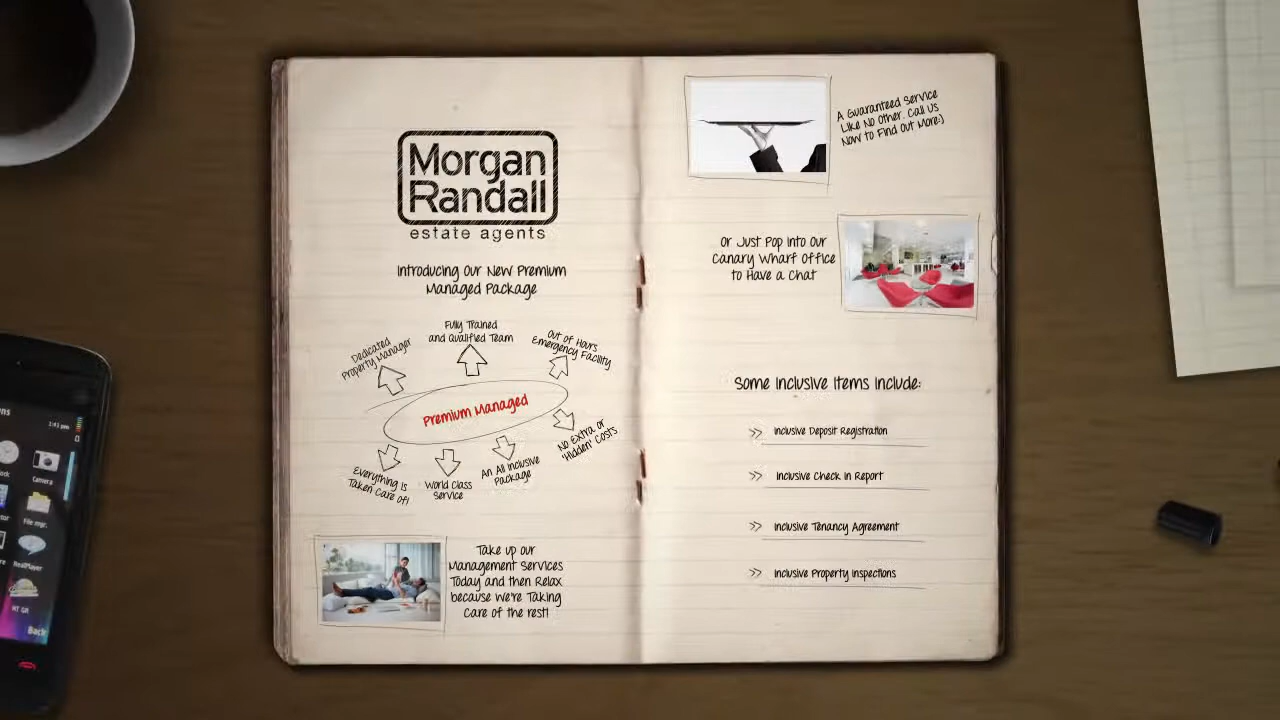 Morgan
Randall
estate agents
Introducing Our New Premium
Managed Package
Dedicated
Property Manager
Fully Trained
and Qualified Team
Out of Hours
Emergency Facility
Premium Managed
Everything Is
Taken Care of!
World Class
Service
An All Inclusive
Package
No Extra or
'Hidden' Costs
Take up our
Management Services
Today and then Relax
because We're Taking
Care of the rest!
A Guaranteed Service
Like No Other. Call Us
Now to Find Out More:)
Or Just Pop Into Our
Canary Wharf Office
to Have a Chat
Some Inclusive Items Include:
>> Inclusive Deposit Registration
>> Inclusive Check In Report
>> Inclusive Tenancy Agreement
>> Inclusive Property Inspections
Camera
File mgr.
RealPlayer
MT GR
Back